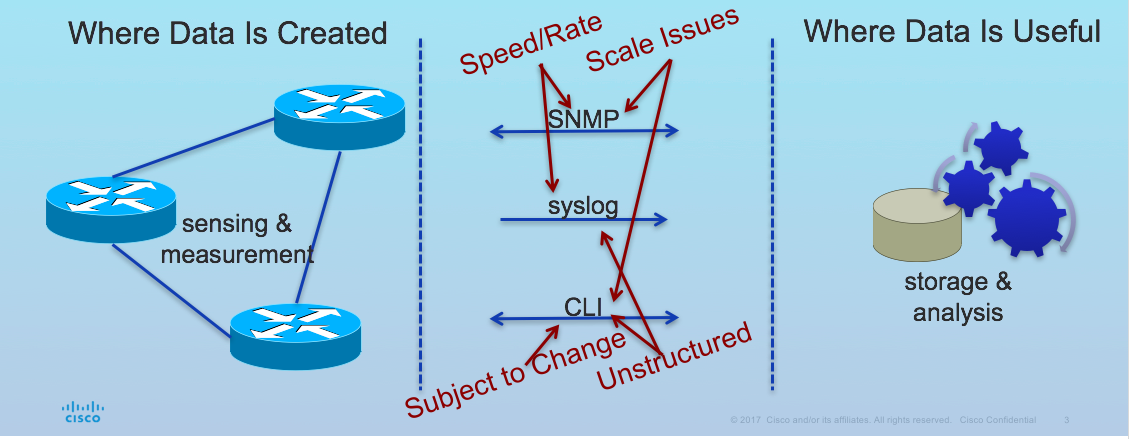 Where Data Is Created
Speed/Rate
Scale Issues
Where Data Is Useful
SNMP
sensing &
measurement
syslog
storage &
analysis
CLI
Subject to Change
Unstructured
CISCO
© 2017 Cisco and/or its affiliates. All rights reserved. Cisco Confidential
3